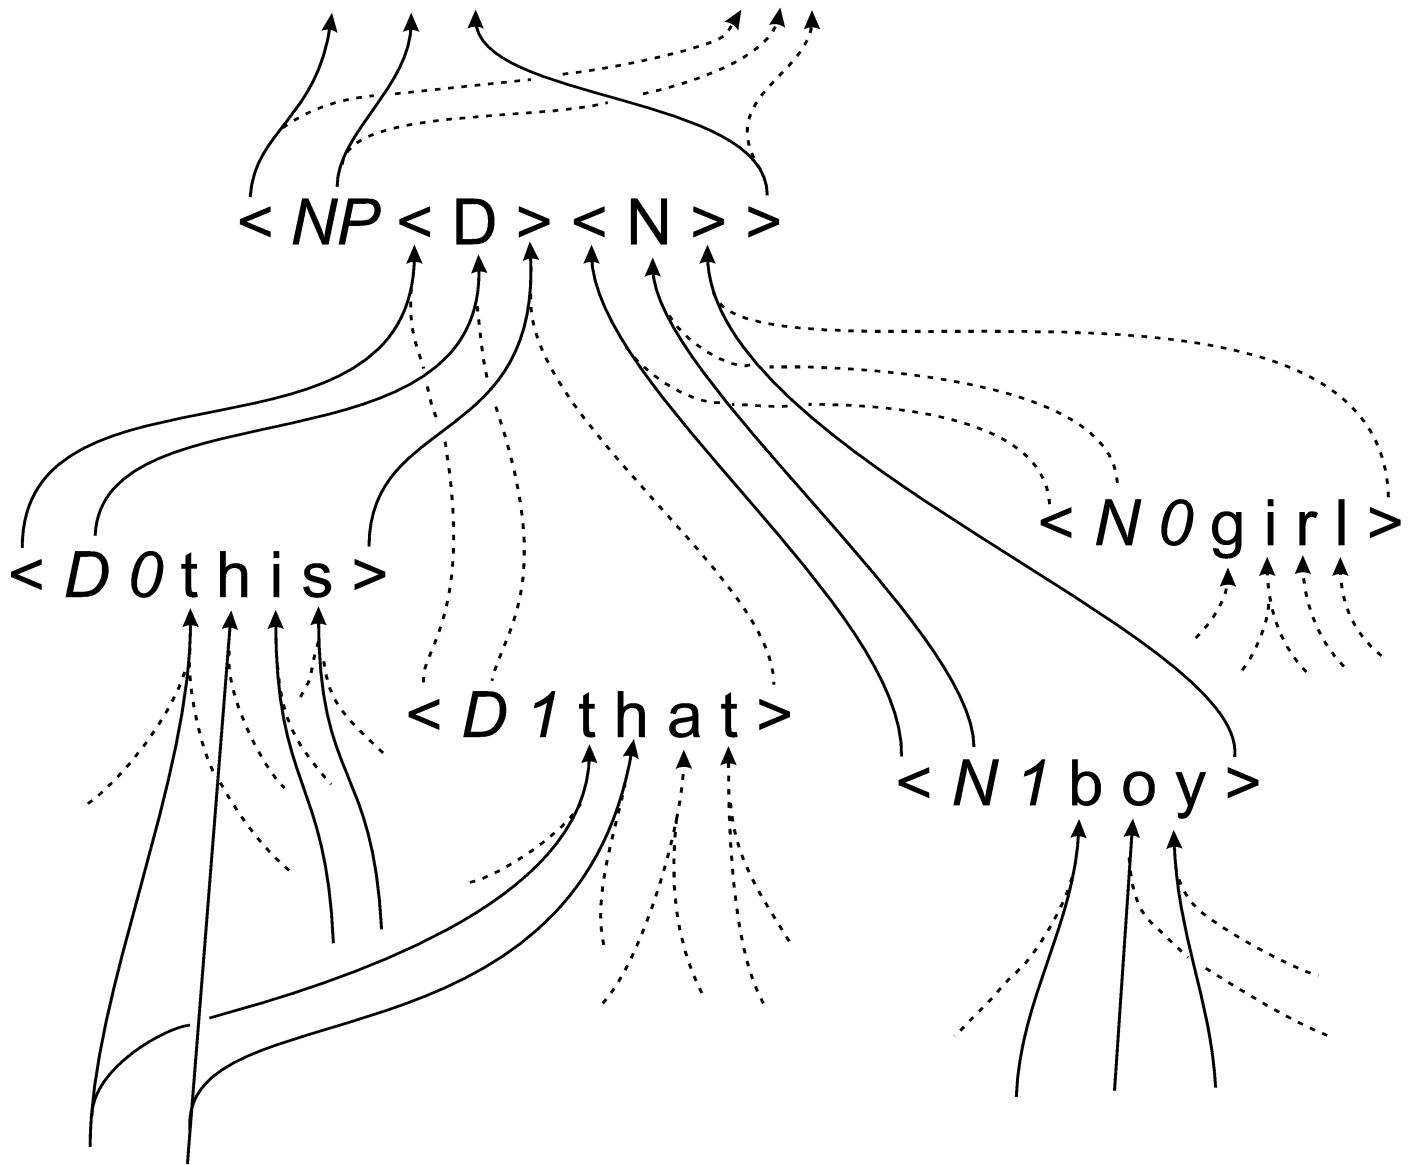 < NP < D > < N > >
< N 0 g i r l >
< D 0 t h i s >
< D 1 t h a t >
< N 1 b o y >